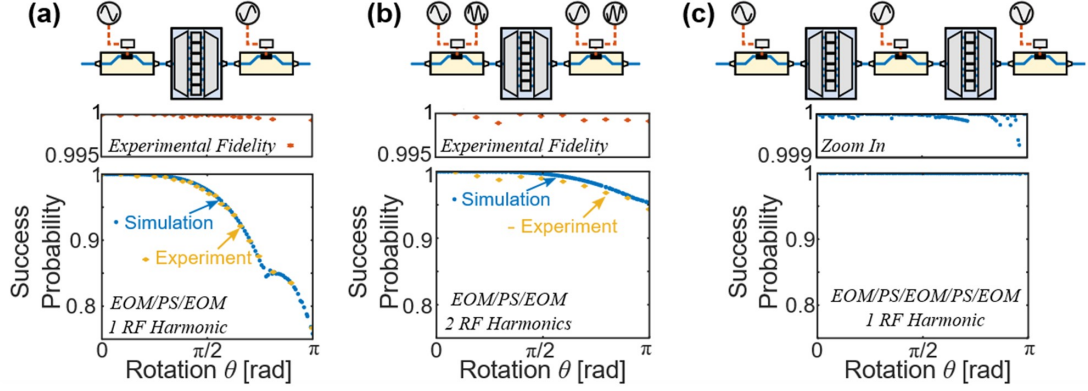 (a)
1
0.995
Experimental Fidelity
1
0.9
0.8
Success
Probability
Simulation
Experiment
EOM/PS/EOM
1 RF Harmonic
0
π/2
π
Rotation θ [rad]
(b)
1
0.995
Experimental Fidelity
1
0.9
0.8
Success
Probability
Simulation
Experiment
EOM/PS/EOM
2 RF Harmonics
0
π/2
π
Rotation θ [rad]
(c)
1
0.999
Zoom In
1
0.9
0.8
Success
Probability
EOM/PS/EOM/PS/EOM
1 RF Harmonic
0
π/2
π
Rotation θ [rad]